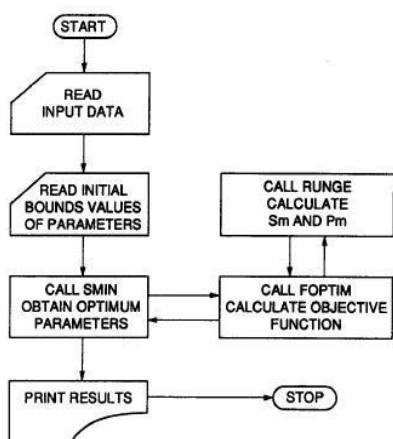 START
READ
INPUT DATA
READ INITIAL
BOUNDS VALUES
OF PARAMETERS
CALL RUNGE
CALCULATE
Sm AND Pm
CALL SMIN
OBTAIN OPTIMUM
PARAMETERS
CALL FOPTIM
CALCULATE OBJECTIVE
FUNCTION
PRINT RESULTS
STOP